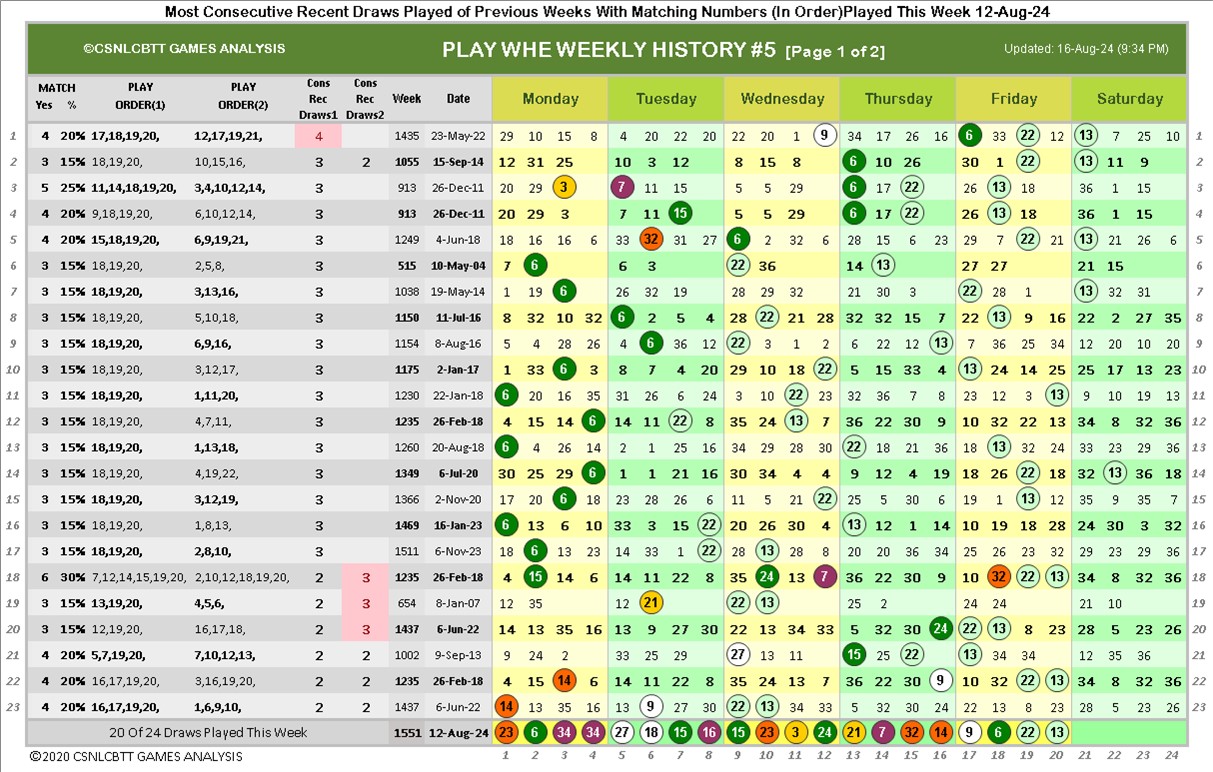 Most Consecutive Recent Draws Played of Previous Weeks With Matching Numbers (In Order)Played This Week 12-Aug-24
©CSNLCBTT GAMES ANALYSIS PLAY WHE WEEKLY HISTORY #5 [Page 1 of 2] Updated: 16-Aug-24 (9:34 PM)
MATCH Yes % PLAY ORDER(1) PLAY ORDER(2) Cons Rec Draws1 Cons Rec Draws2 Week Date Monday Tuesday Wednesday Thursday Friday Saturday
1 4 20% 17,18,19,20, 12,17,19,21, 4 1435 23-May-22 29 10 15 8 4 20 22 20 22 20 1 9 34 17 26 16 6 33 22 12 13 7 25 10 1
2 3 15% 18,19,20, 10,15,16, 3 2 1055 15-Sep-14 12 31 25 10 3 12 8 15 8 6 10 26 30 1 22 13 11 9 2
3 5 25% 11,14,18,19,20, 3,4,10,12,14, 3 913 26-Dec-11 20 29 3 7 11 15 5 5 29 6 17 22 26 13 18 36 1 15 3
4 4 20% 9,18,19,20, 6,10,12,14, 3 913 26-Dec-11 20 29 3 7 11 15 5 5 29 6 17 22 26 13 18 36 1 15 4
5 4 20% 15,18,19,20, 6,9,19,21, 3 1249 4-Jun-18 18 16 16 6 33 32 31 27 6 2 32 6 28 15 6 23 29 7 22 21 13 21 26 6 5
6 3 15% 18,19,20, 2,5,8, 3 515 10-May-04 7 6 6 3 22 36 14 13 27 27 21 15 6
7 3 15% 18,19,20, 3,13,16, 3 1038 19-May-14 1 19 6 26 32 19 28 29 32 21 30 3 22 28 1 13 32 31 7
8 3 15% 18,19,20, 5,10,18, 3 1150 11-Jul-16 8 32 10 32 6 2 5 4 28 22 21 28 32 32 15 7 22 13 9 16 22 2 27 35 8
9 3 15% 18,19,20, 6,9,16, 3 1154 8-Aug-16 5 4 28 26 4 6 36 12 22 3 1 2 6 22 12 13 7 36 25 34 12 20 10 20 9
10 3 15% 18,19,20, 3,12,17, 3 1175 2-Jan-17 1 33 6 3 8 7 4 20 29 10 18 22 5 15 33 4 13 24 14 25 25 17 13 23 10
11 3 15% 18,19,20, 1,11,20, 3 1230 22-Jan-18 6 20 16 35 31 26 6 24 3 10 22 23 32 36 7 8 23 12 3 13 9 10 19 13 11
12 3 15% 18,19,20, 4,7,11, 3 1235 26-Feb-18 4 15 14 6 14 11 22 8 35 24 13 7 36 22 30 9 10 32 22 13 34 8 32 36 12
13 3 15% 18,19,20, 1,13,18, 3 1260 20-Aug-18 6 4 26 14 2 1 25 16 34 29 28 30 22 21 13 36 18 13 32 24 33 23 29 36 13
14 3 15% 18,19,20, 4,19,22, 3 1349 6-Jul-20 30 25 29 6 1 1 21 16 30 34 4 4 9 12 4 14 18 26 22 18 32 13 36 18 14
15 3 15% 18,19,20, 3,12,19, 3 1366 2-Nov-20 17 20 6 18 23 28 26 6 11 5 21 22 25 5 30 6 19 1 13 12 35 9 35 7 15
16 3 15% 18,19,20, 1,8,13, 3 1469 16-Jan-23 6 13 6 10 33 3 15 22 20 26 30 4 13 12 1 14 10 19 18 28 24 30 3 32 16
17 3 15% 18,19,20, 2,8,10, 3 1511 6-Nov-23 18 6 13 23 14 33 1 22 28 13 28 8 20 20 36 34 25 26 23 32 29 23 29 36 17
18 6 30% 7,12,14,15,19,20, 2,10,12,18,19,20, 2 3 1235 26-Feb-18 4 15 14 6 14 11 22 8 35 24 13 7 36 22 30 9 10 32 22 13 34 8 32 36 18
19 3 15% 13,19,20, 4,5,6, 2 3 654 8-Jan-07 12 35 12 21 22 13 25 2 24 24 21 10 19
20 3 15% 12,19,20, 16,17,18, 2 3 1437 6-Jun-22 14 13 35 16 13 9 27 30 22 13 34 33 5 32 30 24 22 13 8 23 28 5 23 26 20
21 4 20% 5,7,19,20, 7,10,12,13, 2 2 1002 9-Sep-13 9 24 2 33 25 29 27 13 11 15 25 22 13 34 34 12 35 36 21
22 4 20% 16,17,19,20, 3,16,19,20, 2 2 1235 26-Feb-18 4 15 14 6 14 11 22 8 35 24 13 7 36 22 30 9 10 32 22 13 34 8 32 36 22
23 4 20% 16,17,19,20, 1,6,9,10, 2 2 1437 6-Jun-22 14 13 35 16 13 9 27 30 22 13 34 33 5 32 30 24 22 13 8 23 28 5 23 26 23
20 Of 24 Draws Played This Week 1551 12-Aug-24 23 6 34 34 27 18 15 16 15 23 3 24 21 7 32 14 9 6 22 13
©2020 CSNLCBTT GAMES ANALYSIS 1 2 3 4 5 6 7 8 9 10 11 12 13 14 15 16 17 18 19 20 21 22 23 24